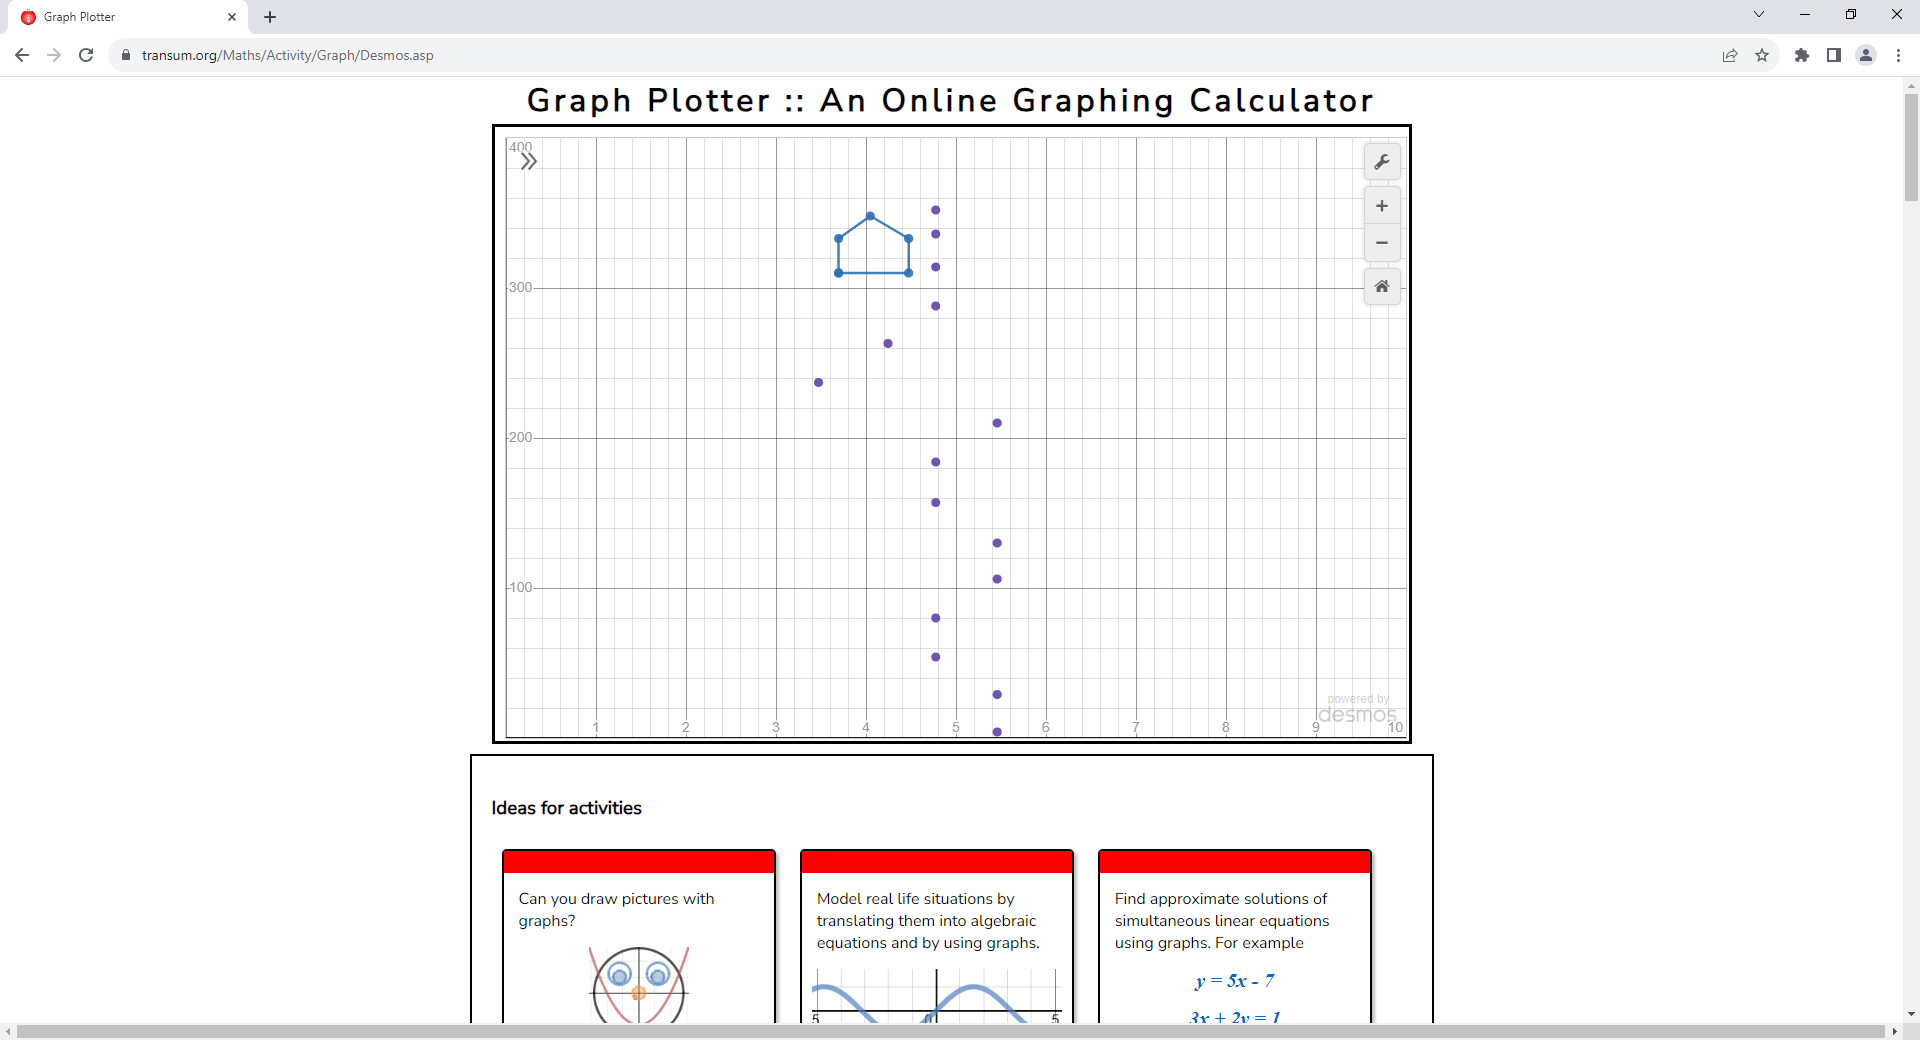 Graph Plotter
transum.org/Maths/Activity/Graph/Desmos.asp
Graph Plotter :: An Online Graphing Calculator
400
300
200
100
1 2 3 4 5 6 7 8 9 10
powered by
desmos
Ideas for activities
Can you draw pictures with
graphs?
Model real life situations by
translating them into algebraic
equations and by using graphs.
5 0 5
Find approximate solutions of
simultaneous linear equations
using graphs. For example
y = 5x - 7
3x + 2y = 1